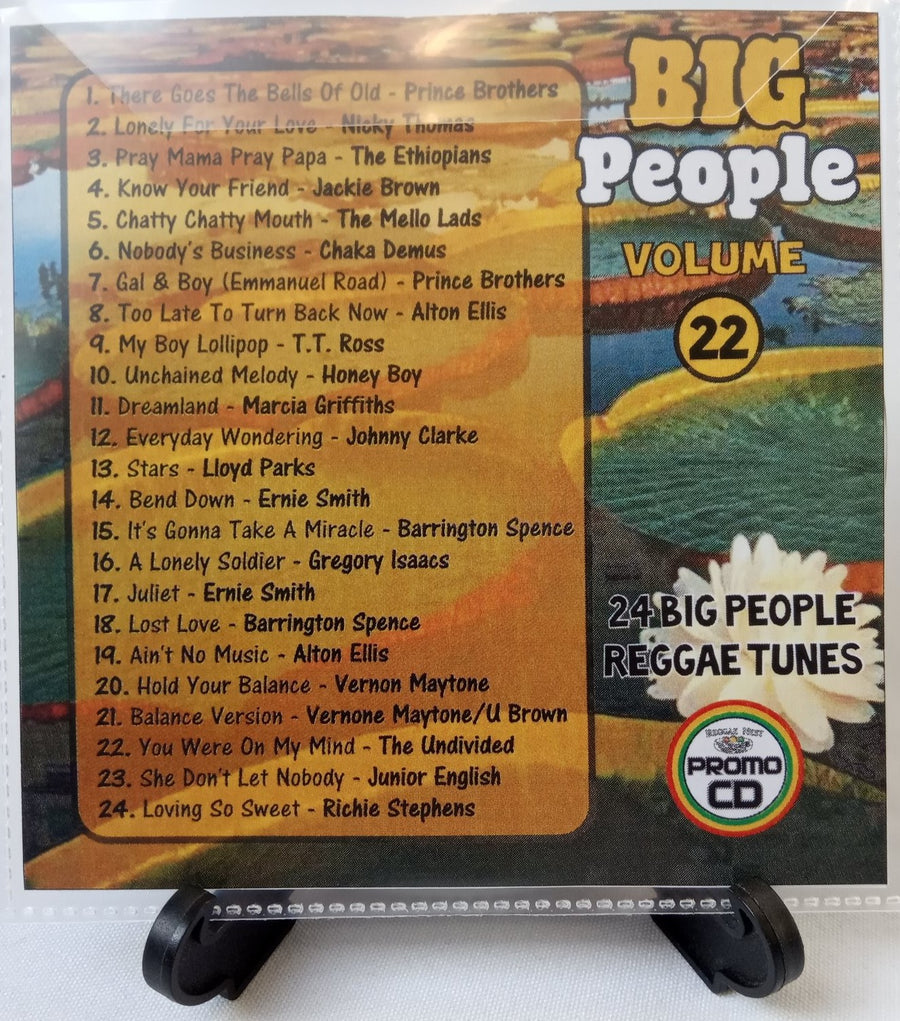 1. There Goes The Bells Of Old - Prince Brothers
2. Lonely For Your Love - Nicky Thomas
3. Pray Mama Pray Papa - The Ethiopians
4. Know Your Friend - Jackie Brown
5. Chatty Chatty Mouth - The Mello Lads
6. Nobody's Business - Chaka Demus
7. Gal & Boy (Emmanuel Road) - Prince Brothers
8. Too Late To Turn Back Now - Alton Ellis
9. My Boy Lollipop - T.T. Ross
10. Unchained Melody - Honey Boy
11. Dreamland - Marcia Griffiths
12. Everyday Wondering - Johnny Clarke
13. Stars - Lloyd Parks
14. Bend Down - Ernie Smith
15. It's Gonna Take A Miracle - Barrington Spence
16. A Lonely Soldier - Gregory Isaacs
17. Juliet - Ernie Smith
18. Lost Love - Barrington Spence
19. Ain't No Music - Alton Ellis
20. Hold Your Balance - Vernon Maytone
21. Balance Version - Vernone Maytone/U Brown
22. You Were On My Mind - The Undivided
23. She Don't Let Nobody - Junior English
24. Loving So Sweet - Richie Stephens
BIG
People
VOLUME
22
24 BIG PEOPLE
REGGAE TUNES
REGGAE NEST
PROMO
CD